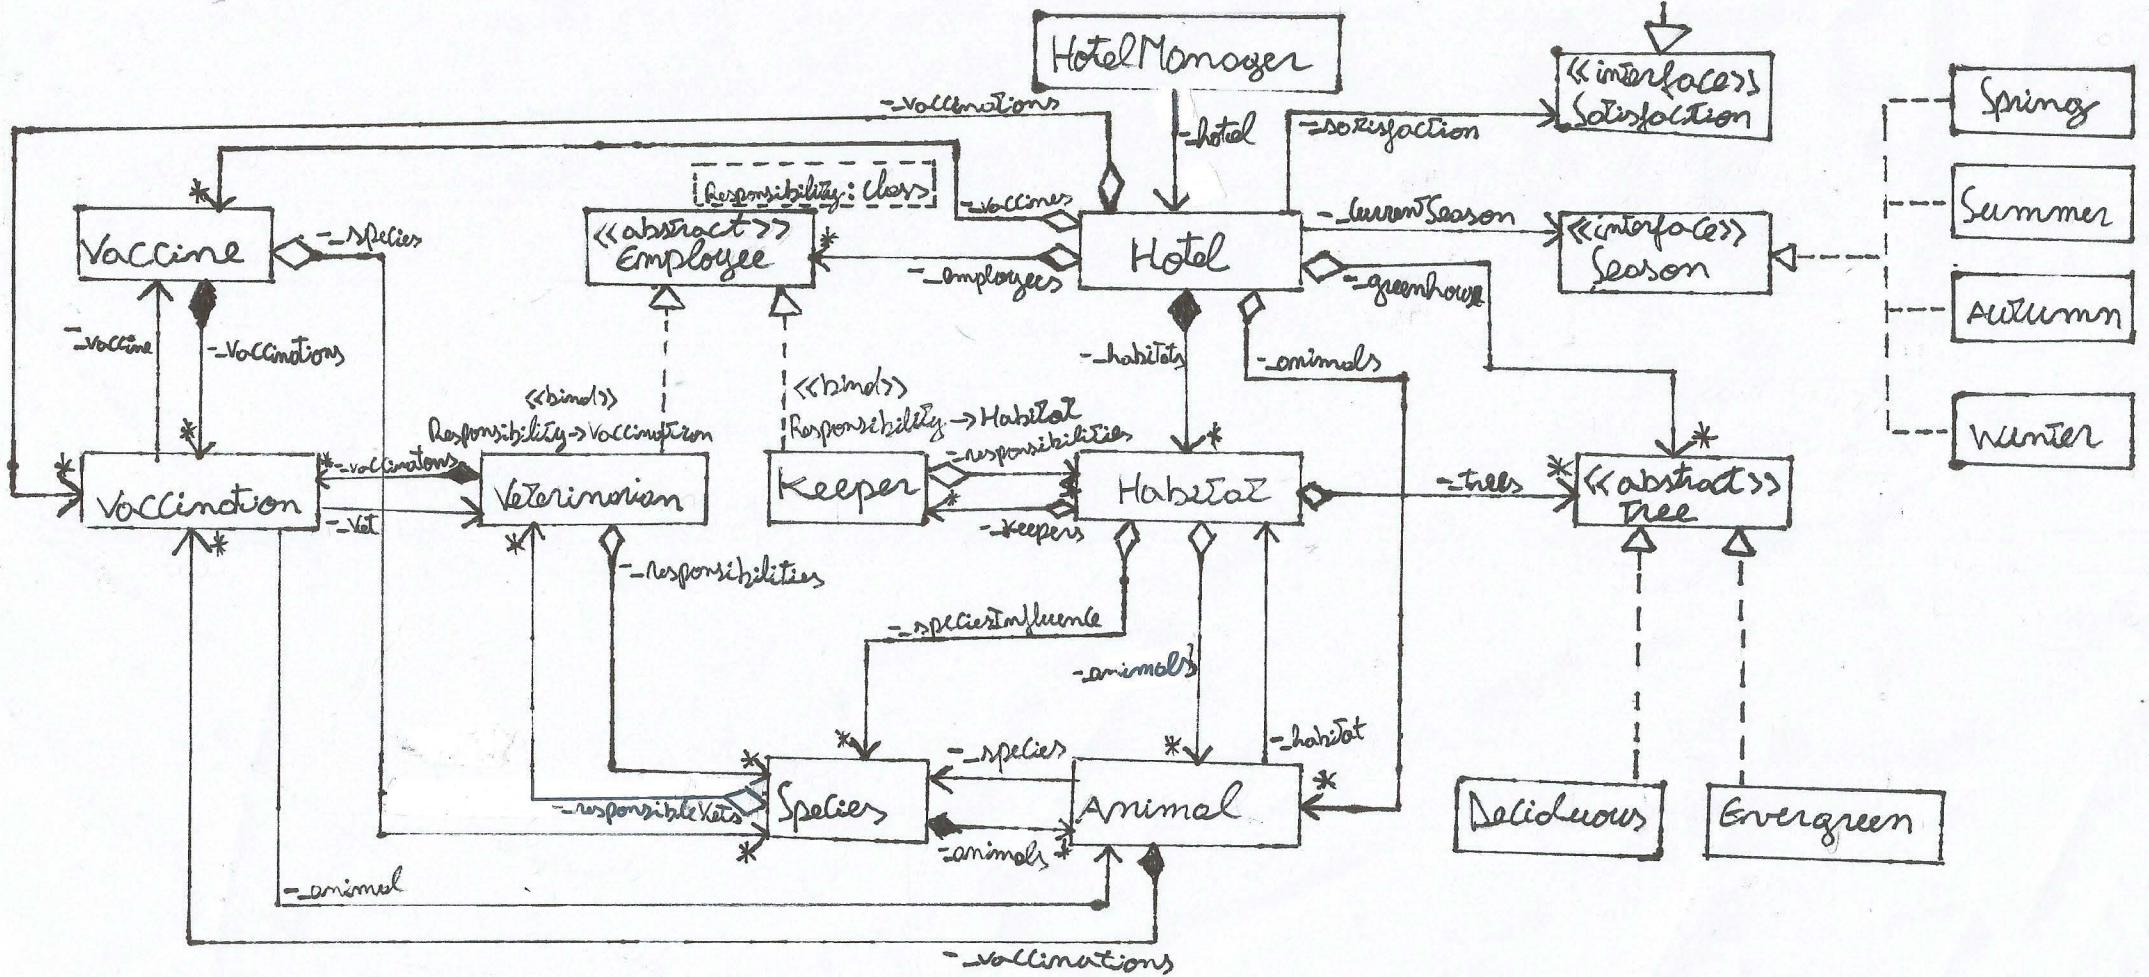 HotelManager
<<interface>>
Satisfaction
Spring
-_vaccinations
-_hotel
-_satisfaction
Responsibility: Class
-_vaccines
-_currentSeason
Summer
Vaccine
-_species
<<abstract>>
Employee
*
*
-_employees
Hotel
-_greenhouse
<<interface>>
Season
Autumn
-_vaccine
-_vaccinations
-_habitats
-_animals
<<bind>>
Responsibility->Vaccination
<<bind>>
Responsibility->Habitat
Winter
*
*
*
*
-_vaccinations
*
-_responsibilities
*
-_trees
*
Vaccination
-_vet
Veterinarian
Keeper
*
-_keepers
*
Habitat
<<abstract>>
Tree
*
*
-_responsibilities
-_speciesInfluence
-_animals
-_habitat
*
*
*
*
-_species
-_responsibleVets
Species
Animal
Deciduous
Evergreen
*
-_animals
*
-_animal
-_vaccinations